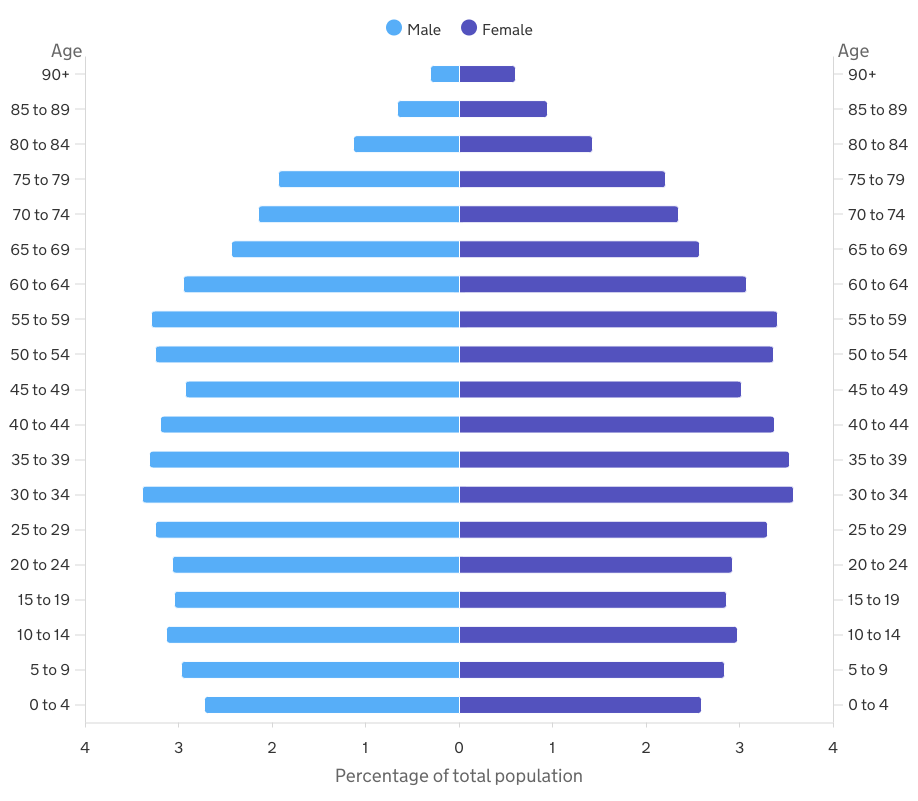 Male Female
Age Age
90+ 90+
85 to 89 85 to 89
80 to 84 80 to 84
75 to 79 75 to 79
70 to 74 70 to 74
65 to 69 65 to 69
60 to 64 60 to 64
55 to 59 55 to 59
50 to 54 50 to 54
45 to 49 45 to 49
40 to 44 40 to 44
35 to 39 35 to 39
30 to 34 30 to 34
25 to 29 25 to 29
20 to 24 20 to 24
15 to 19 15 to 19
10 to 14 10 to 14
5 to 9 5 to 9
0 to 4 0 to 4
4 3 2 1 0 1 2 3 4
Percentage of total population